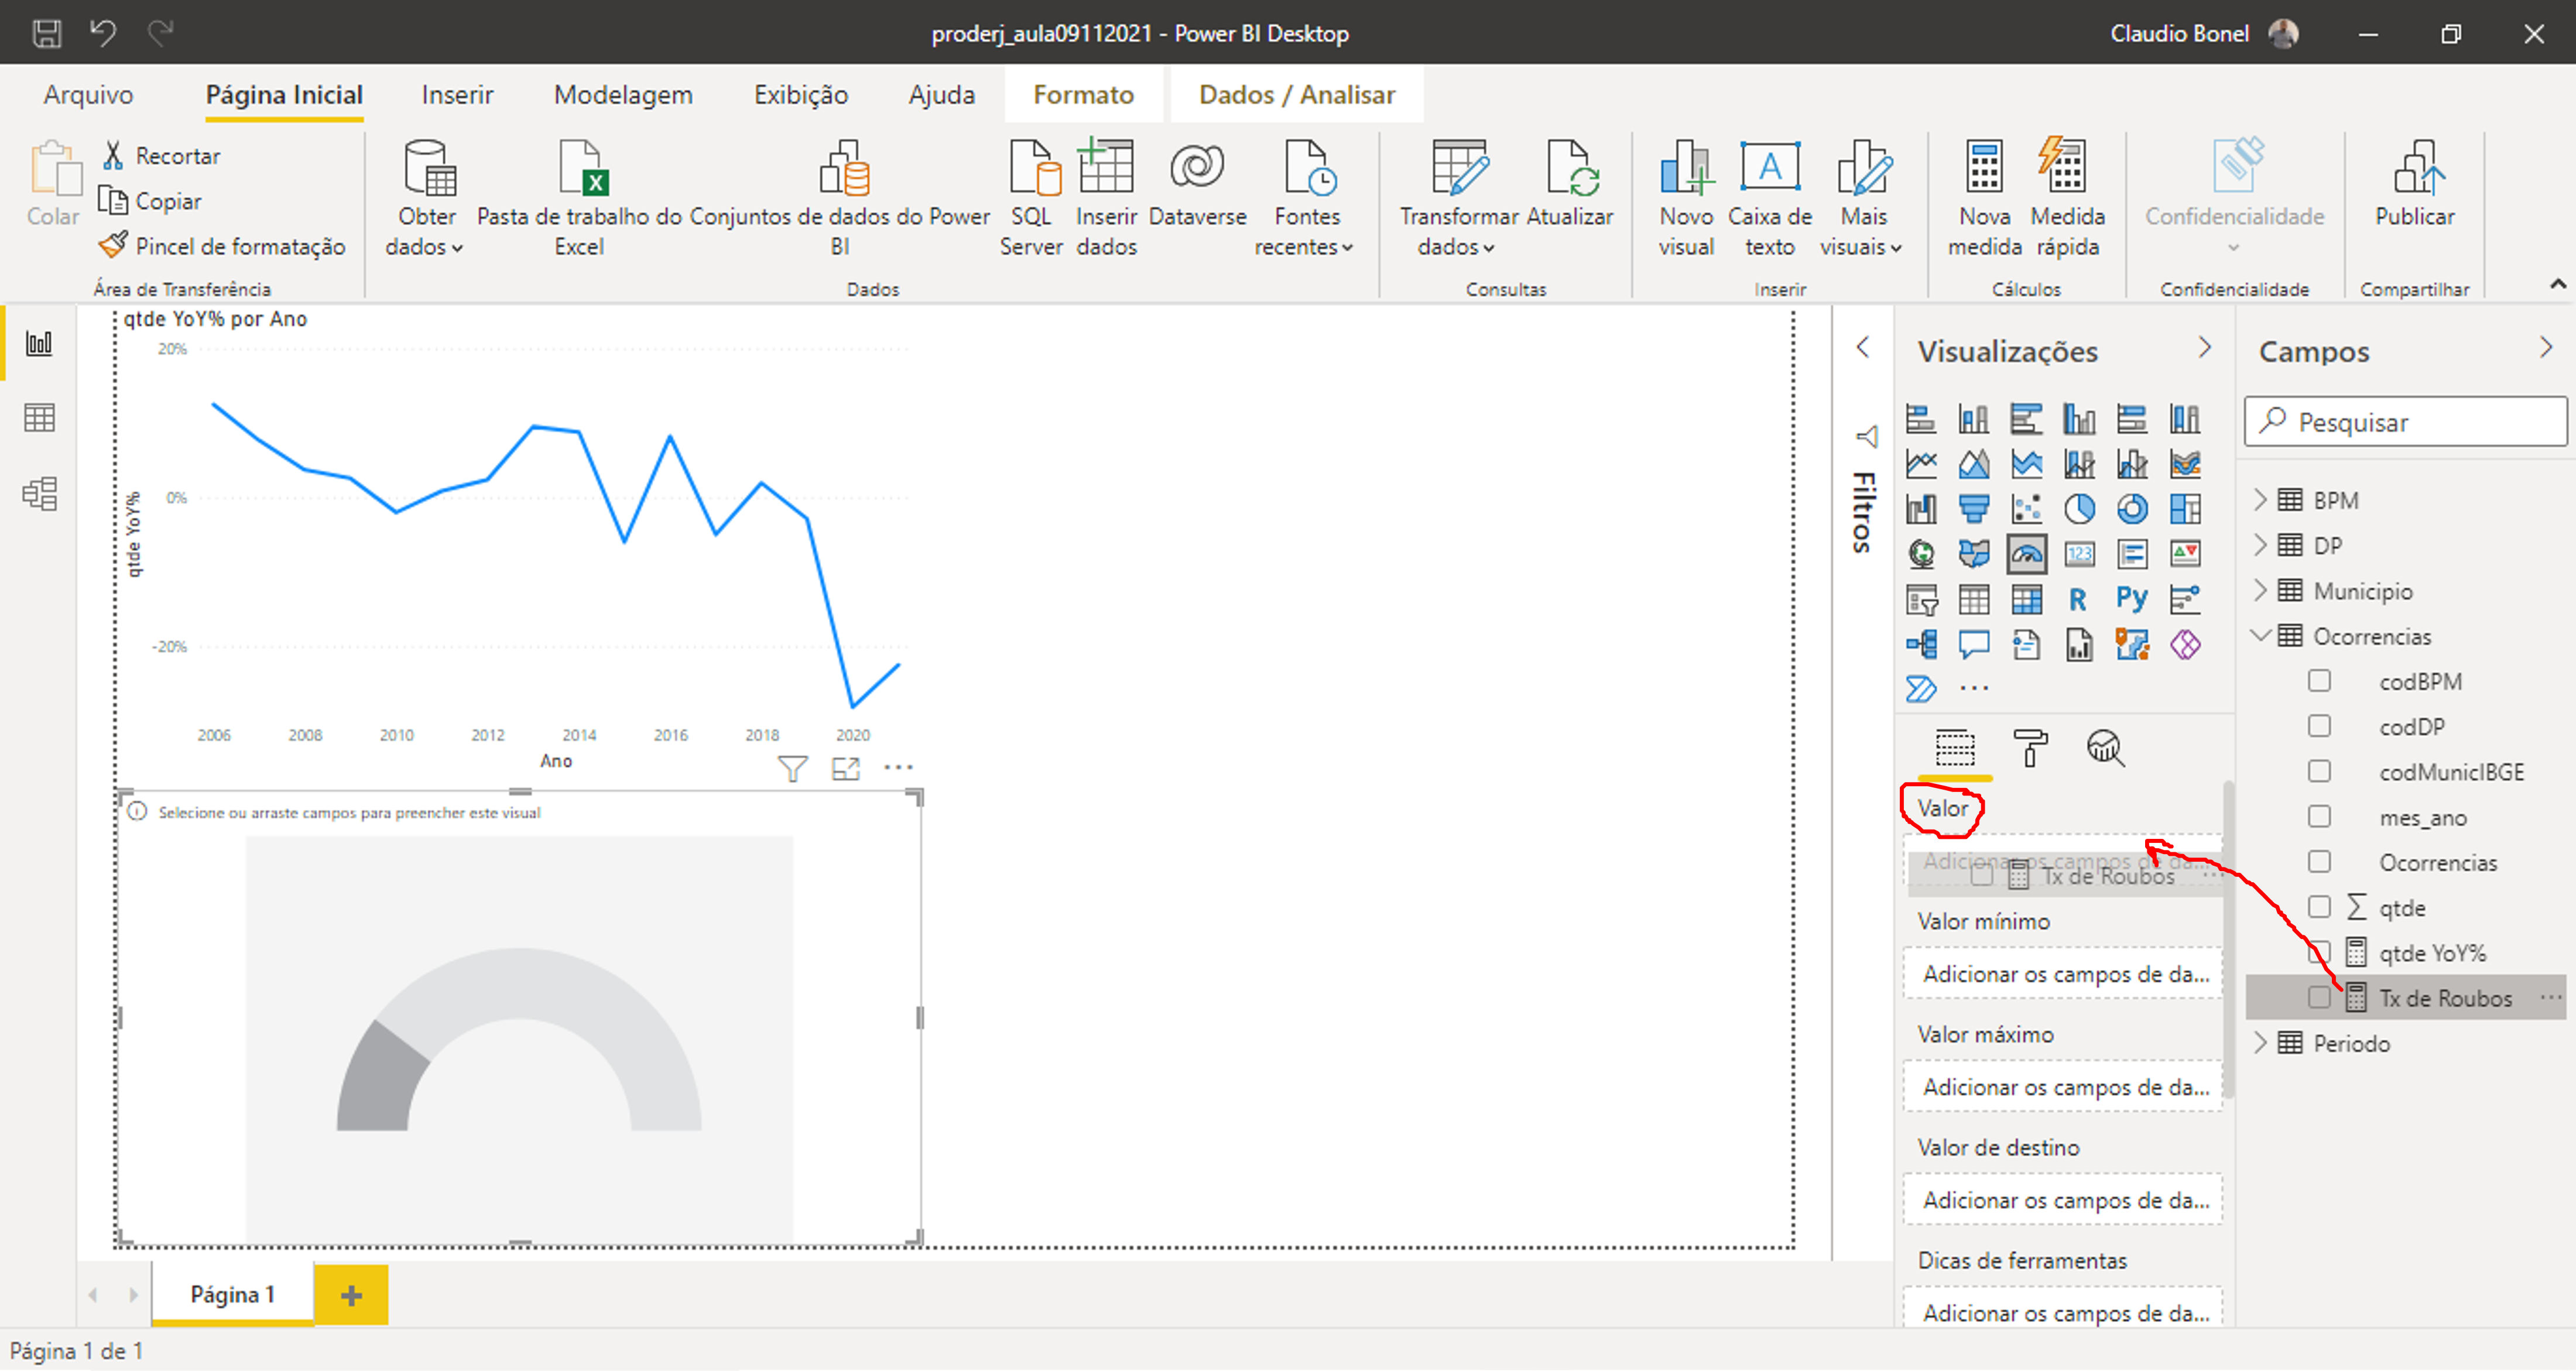 proderj_aula09112021 - Power BI Desktop
Claudio Bonel
Arquivo
Página Inicial
Inserir
Modelagem
Exibição
Ajuda
Formato
Dados / Analisar
Colar
Recortar
Copiar
Pincel de formatação
Área de Transferência
Obter
dados
Pasta de trabalho do
Excel
X
Conjuntos de dados do Power
BI
SQL
Server
Inserir
dados
Dataverse
Fontes
recentes
Dados
Transformar
dados
Atualizar
Consultas
Novo
visual
A
Caixa de
texto
Mais
visuais
Inserir
Nova
medida
Medida
rápida
Cálculos
Confidencialidade
Confidencialidade
Publicar
Compartilhar
qtde YoY% por Ano
20%
0%
-20%
qtde YoY%
2006
2008
2010
2012
2014
2016
2018
2020
Ano
Selecione ou arraste campos para preencher este visual
Filtros
Visualizações
123
R
Py
Valor
Adicionar os campos de da...
Tx de Roubos
Valor mínimo
Adicionar os campos de da...
Valor máximo
Adicionar os campos de da...
Valor de destino
Adicionar os campos de da...
Dicas de ferramentas
Adicionar os campos de da...
Campos
Pesquisar
BPM
DP
Municipio
Ocorrencias
codBPM
codDP
codMunicIBGE
mes_ano
Ocorrencias
qtde
qtde YoY%
Tx de Roubos
Periodo
Página 1
Página 1 de 1